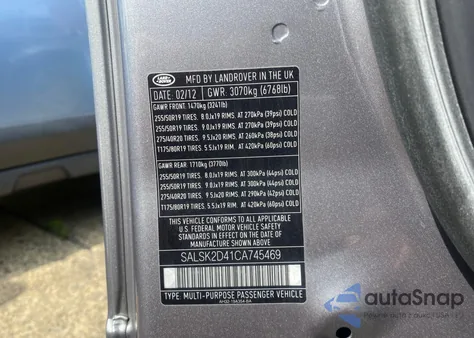 LAND ROVER
MFD BY LANDROVER IN THE UK
DATE: 02/12 GWR: 3070kg (6768lb)
GAWR FRONT: 1470kg (3241lb)
255/50R19 TIRES. 8.0Jx19 RIMS. AT 270kPa (39psi) COLD
255/50R19 TIRES. 9.0Jx19 RIMS. AT 270kPa (39psi) COLD
275/40R20 TIRES. 9.5Jx20 RIMS. AT 260kPa (38psi) COLD
T175/80R19 TIRES. 5.5Jx19 RIM. AT 420kPa (60psi) COLD
GAWR REAR: 1710kg (3770lb)
255/50R19 TIRES. 8.0Jx19 RIMS. AT 300kPa (44psi) COLD
255/50R19 TIRES. 9.0Jx19 RIMS. AT 300kPa (44psi) COLD
275/40R20 TIRES. 9.5Jx20 RIMS. AT 290kPa (42psi) COLD
T175/80R19 TIRES. 5.5Jx19 RIM. AT 420kPa (60psi) COLD
THIS VEHICLE CONFORMS TO ALL APPLICABLE
U.S. FEDERAL MOTOR VEHICLE SAFETY
STANDARDS IN EFFECT ON THE DATE OF
MANUFACTURE SHOWN ABOVE.
SALSK2D41CA745469
TYPE: MULTI-PURPOSE PASSENGER VEHICLE
AH22-154354-BA
autoSnap